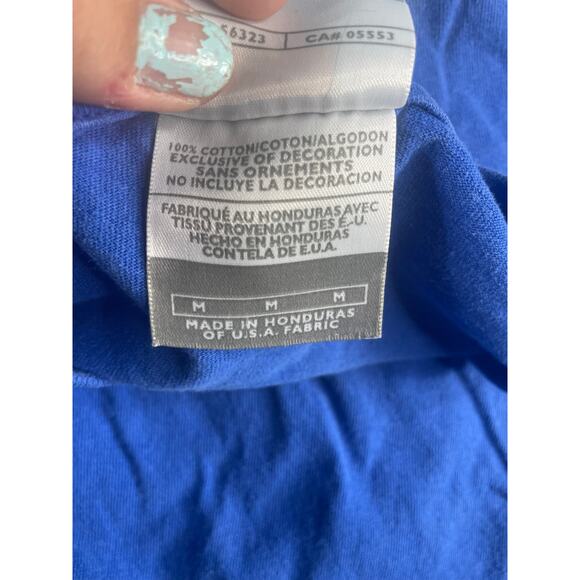 56323 CA# 05553
100% COTTON/COTON/ALGODON
EXCLUSIVE OF DECORATION
SANS ORNEMENTS
NO INCLUYE LA DECORACION
FABRIQUÉ AU HONDURAS AVEC
TISSU PROVENANT DES É.-U.
HECHO EN HONDURAS
CON TELA DE E.U.A.
M M M
MADE IN HONDURAS
OF U.S.A. FABRIC